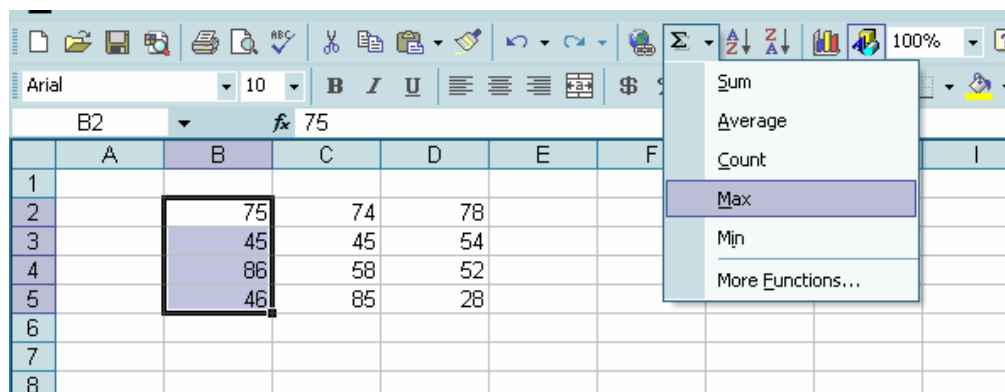 ABC Σ A Z Z A 100%
Arial 10 B I U $
B2 fx 75
A B C D E F I
1
2 75 74 78
3 45 45 54
4 86 58 52
5 46 85 28
6
7
8
Sum
Average
Count
Max
Min
More Functions...